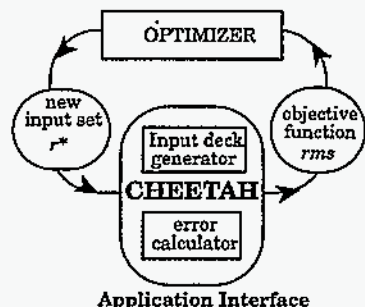 OPTIMIZER
new
input set
r*
objective
function
rms
Input deck
generator
CHEETAH
error
calculator
Application Interface